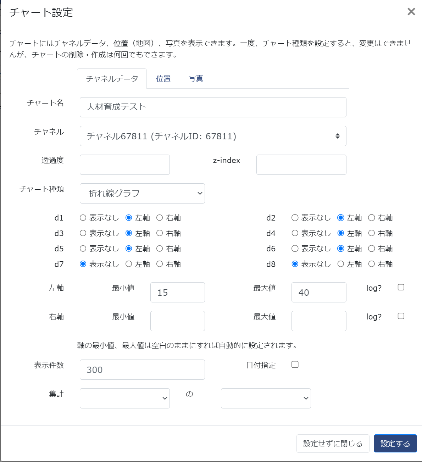 チャート設定 ×
チャートにはチャネルデータ、位置（地図）、写真を表示できます。一度、チャート種類を設定すると、変更はできませ
んが、チャートの削除・作成は何回でもできます。
チャネルデータ 位置 写真
チャート名 人材育成テスト
チャネル チャネル67811 (チャネルID: 67811)
透過度 z-index
チャート種類 折れ線グラフ
d1 表示なし 左軸 右軸 d2 表示なし 左軸 右軸
d3 表示なし 左軸 右軸 d4 表示なし 左軸 右軸
d5 表示なし 左軸 右軸 d6 表示なし 左軸 右軸
d7 表示なし 左軸 右軸 d8 表示なし 左軸 右軸
左軸 最小値 15 最大値 40 log?
右軸 最小値 最大値 log?
軸の最小値、最大値は空白のままにすれば自動的に設定されます。
表示件数 300 日付指定
集計 の
設定せずに閉じる 設定する